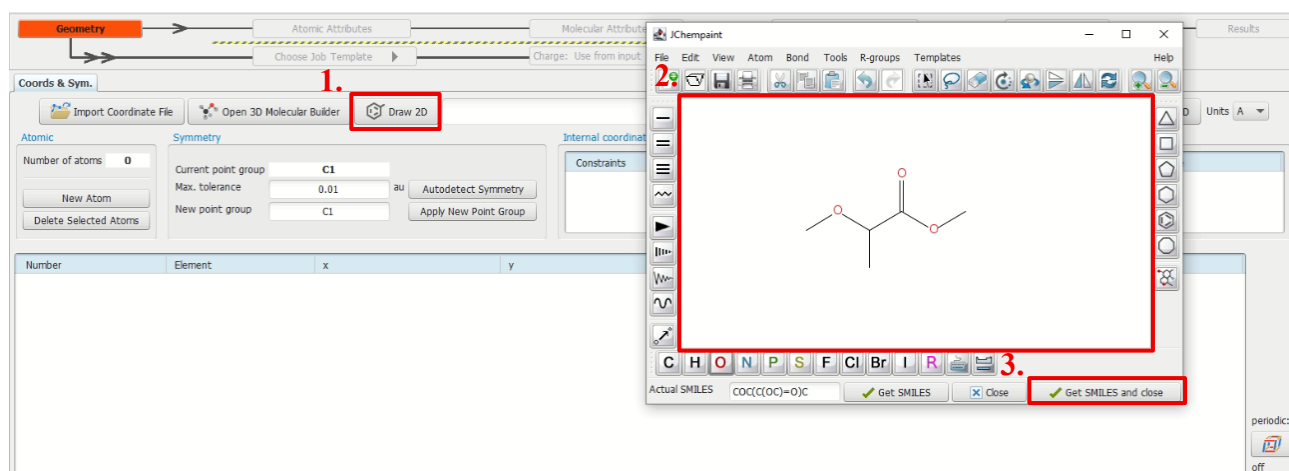 Geometry
Atomic Attributes
Molecular Attribute
Results
Choose Job Template
Charge: Use from input
1.
Coords & Sym.
Import Coordinate File
Open 3D Molecular Builder
Draw 2D
D
Units A
Atomic
Symmetry
Internal coordinat
Number of atoms 0
Current point group C1
Constraints
Max. tolerance 0.01 au Autodetect Symmetry
New Atom
New point group C1 Apply New Point Group
Delete Selected Atoms
Number Element x y
JChempaint
File Edit View Atom Bond Tools R-groups Templates Help
2.
O
O
O
C H O N P S F Cl Br I R
3.
Actual SMILES COC(C(OC)=O)C Get SMILES Close Get SMILES and close
periodic:
off